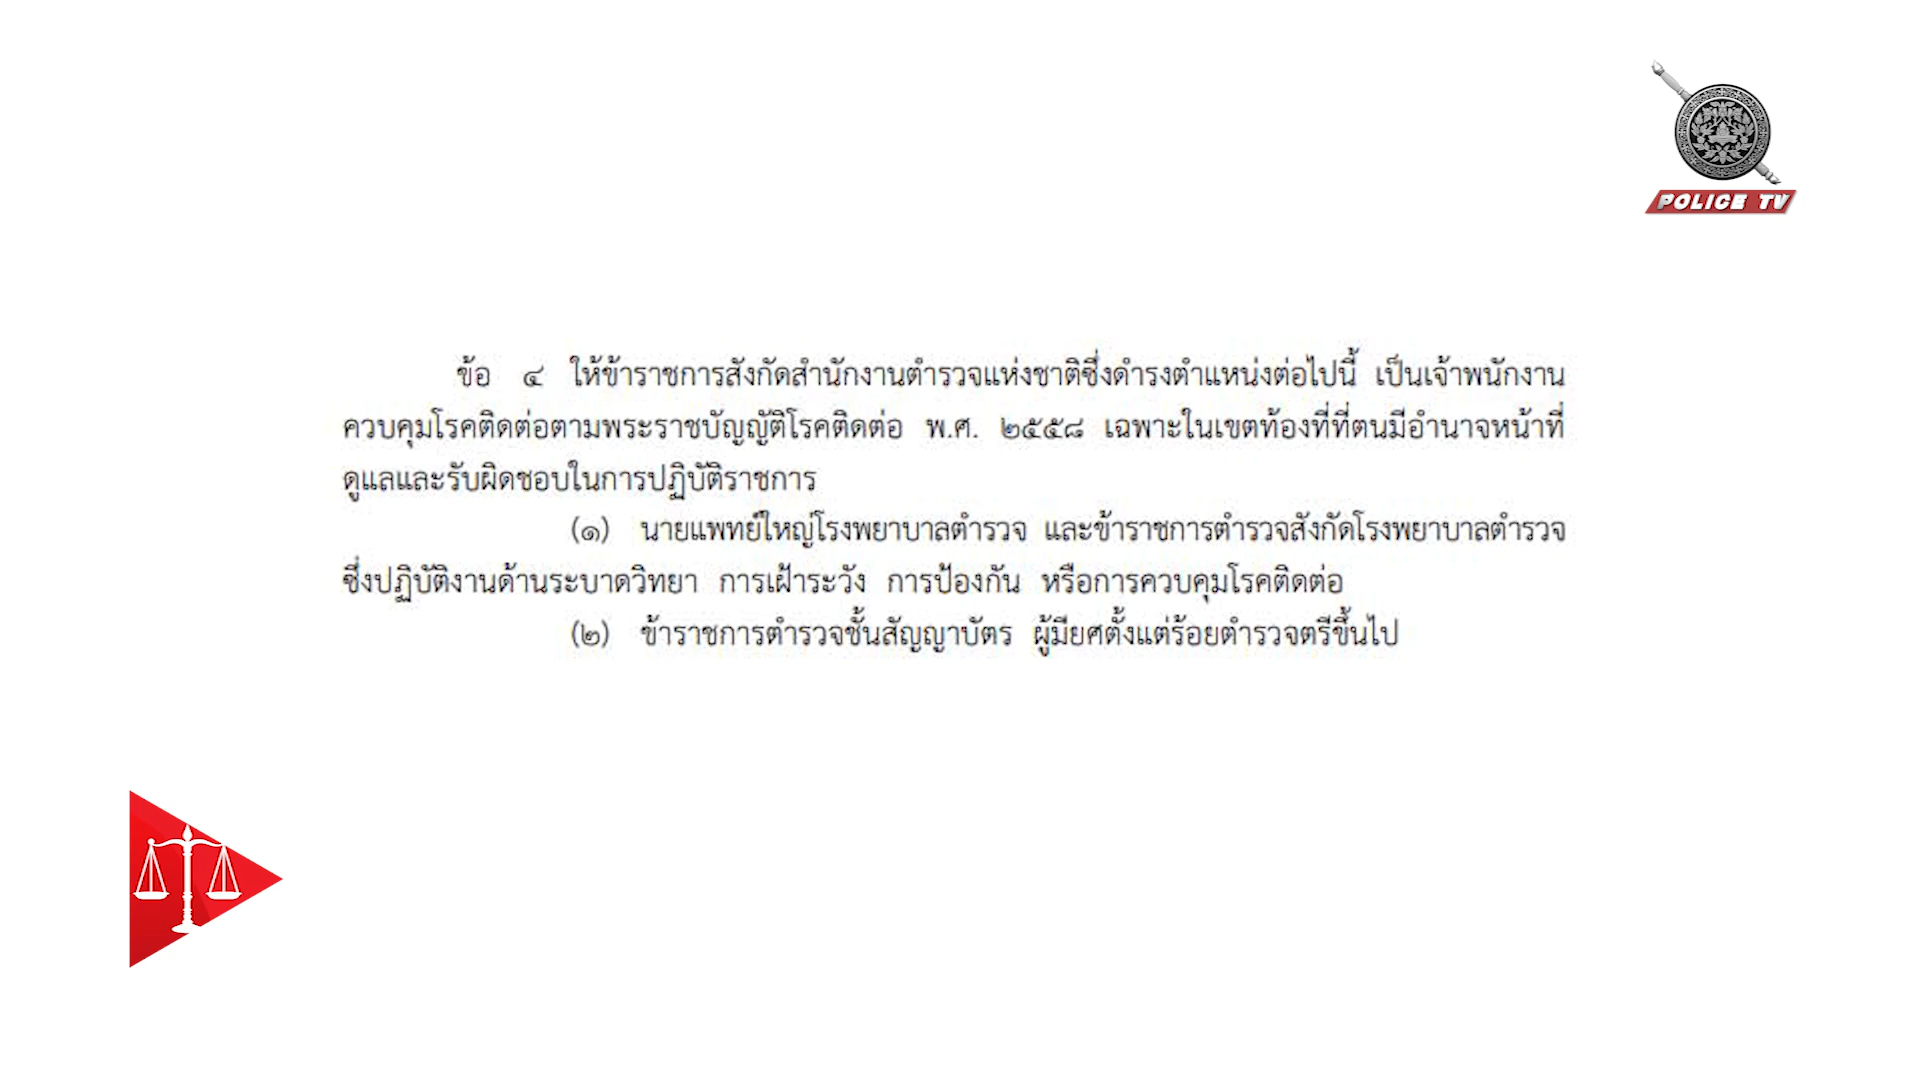 POLICE TV
ข้อ ๔ ให้ข้าราชการสังกัดสำนักงานตำรวจแห่งชาติซึ่งดำรงตำแหน่งต่อไปนี้ เป็นเจ้าพนักงาน
ควบคุมโรคติดต่อตามพระราชบัญญัติโรคติดต่อ พ.ศ. ๒๕๕๘ เฉพาะในเขตท้องที่ที่ตนมีอำนาจหน้าที่
ดูแลและรับผิดชอบในการปฏิบัติราชการ
(๑) นายแพทย์ใหญ่โรงพยาบาลตำรวจ และข้าราชการตำรวจสังกัดโรงพยาบาลตำรวจ
ซึ่งปฏิบัติงานด้านระบาดวิทยา การเฝ้าระวัง การป้องกัน หรือการควบคุมโรคติดต่อ
(๒) ข้าราชการตำรวจชั้นสัญญาบัตร ผู้มียศตั้งแต่ร้อยตำรวจตรีขึ้นไป